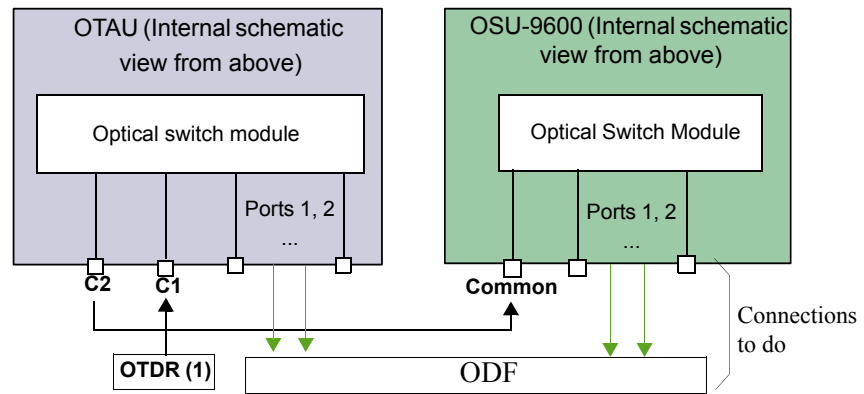 OTAU (Internal schematic
view from above)
Optical switch module
Ports 1, 2
...
C2
C1
OTDR (1)
OSU-9600 (Internal schematic
view from above)
Optical Switch Module
Ports 1, 2
...
Common
ODF
Connections
to do